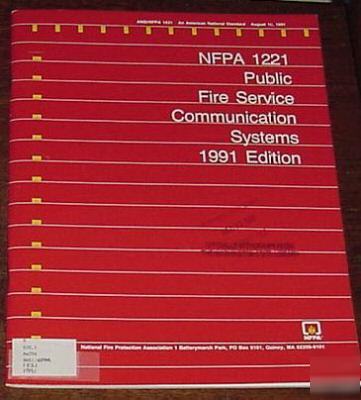 ANSI/NFPA 1221 An American National Standard August 16, 1991
NFPA 1221
Public
Fire Service
Communication
Systems
1991 Edition
NFPA
National Fire Protection Association 1 Batterymarch Park, PO Box 9101, Quincy, MA 02269-9101